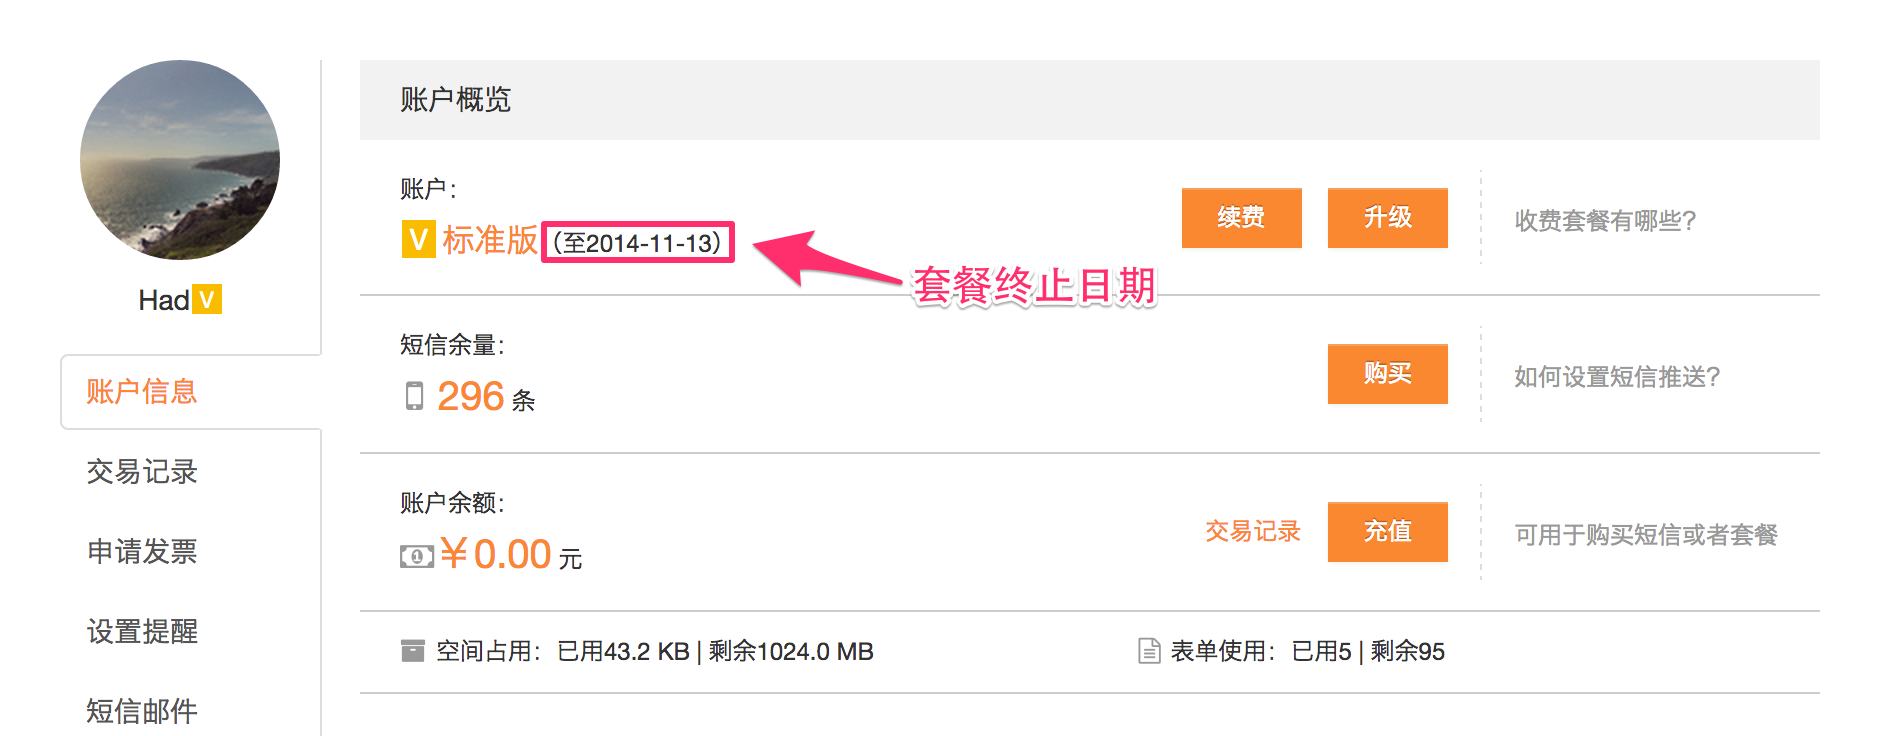 Had V
账户信息
交易记录
申请发票
设置提醒
短信邮件
账户概览
账户：
V 标准版（至2014-11-13）
套餐终止日期
续费
升级
收费套餐有哪些？
短信余量：
296 条
购买
如何设置短信推送？
账户余额：
￥0.00 元
交易记录
充值
可用于购买短信或者套餐
空间占用：已用43.2 KB | 剩余1024.0 MB
表单使用：已用5 | 剩余95